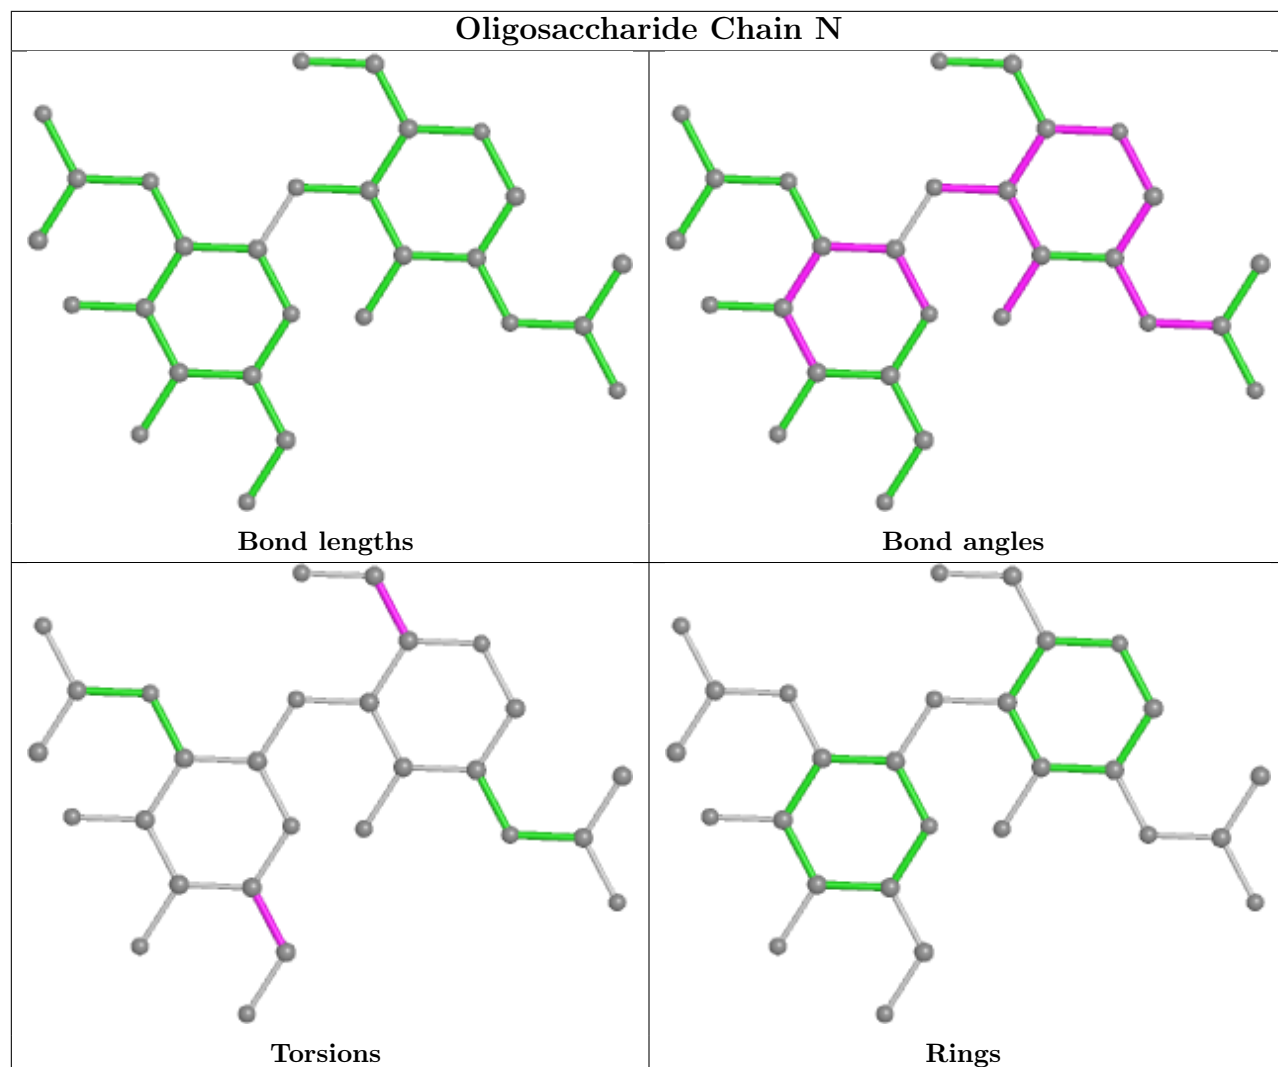 Oligosaccharide Chain N
Bond lengths
Bond angles
Torsions
Rings